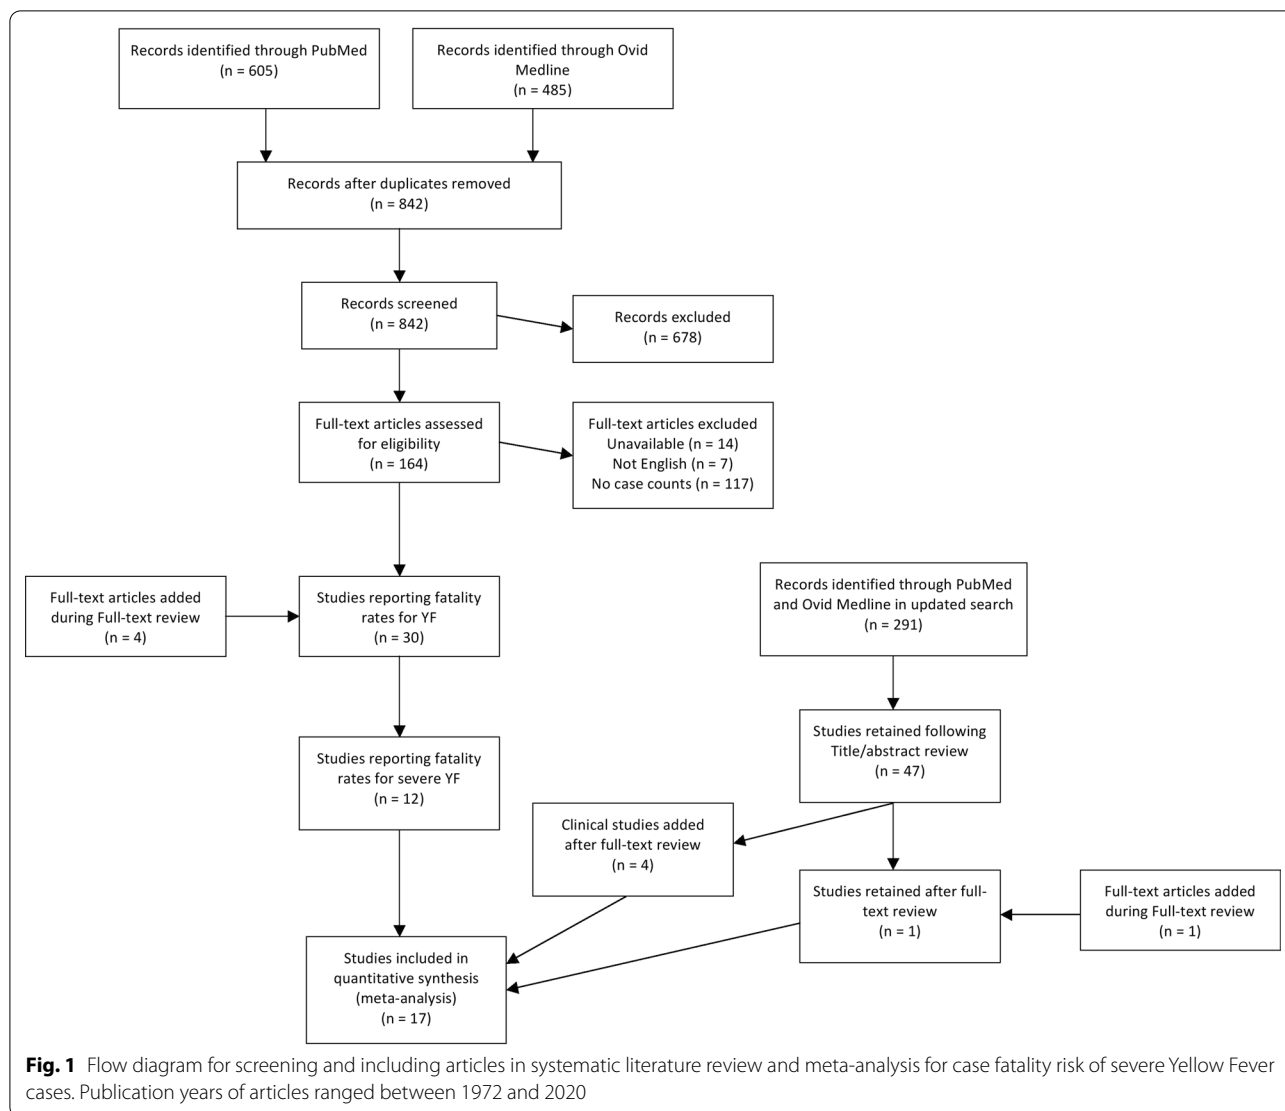 Records identified through PubMed
(n = 605)
Records identified through Ovid
Medline
(n = 485)
Records after duplicates removed
(n = 842)
Records screened
(n = 842)
Records excluded
(n = 678)
Full-text articles assessed
for eligibility
(n = 164)
Full-text articles excluded
Unavailable (n = 14)
Not English (n = 7)
No case counts (n = 117)
Full-text articles added
during Full-text review
(n = 4)
Studies reporting fatality
rates for YF
(n = 30)
Records identified through PubMed
and Ovid Medline in updated search
(n = 291)
Studies reporting fatality
rates for severe YF
(n = 12)
Studies retained following
Title/abstract review
(n = 47)
Clinical studies added
after full-text review
(n = 4)
Studies retained after full-
text review
(n = 1)
Full-text articles added
during Full-text review
(n = 1)
Studies included in
quantitative synthesis
(meta-analysis)
(n = 17)
Fig. 1 Flow diagram for screening and including articles in systematic literature review and meta-analysis for case fatality risk of severe Yellow Fever
cases. Publication years of articles ranged between 1972 and 2020